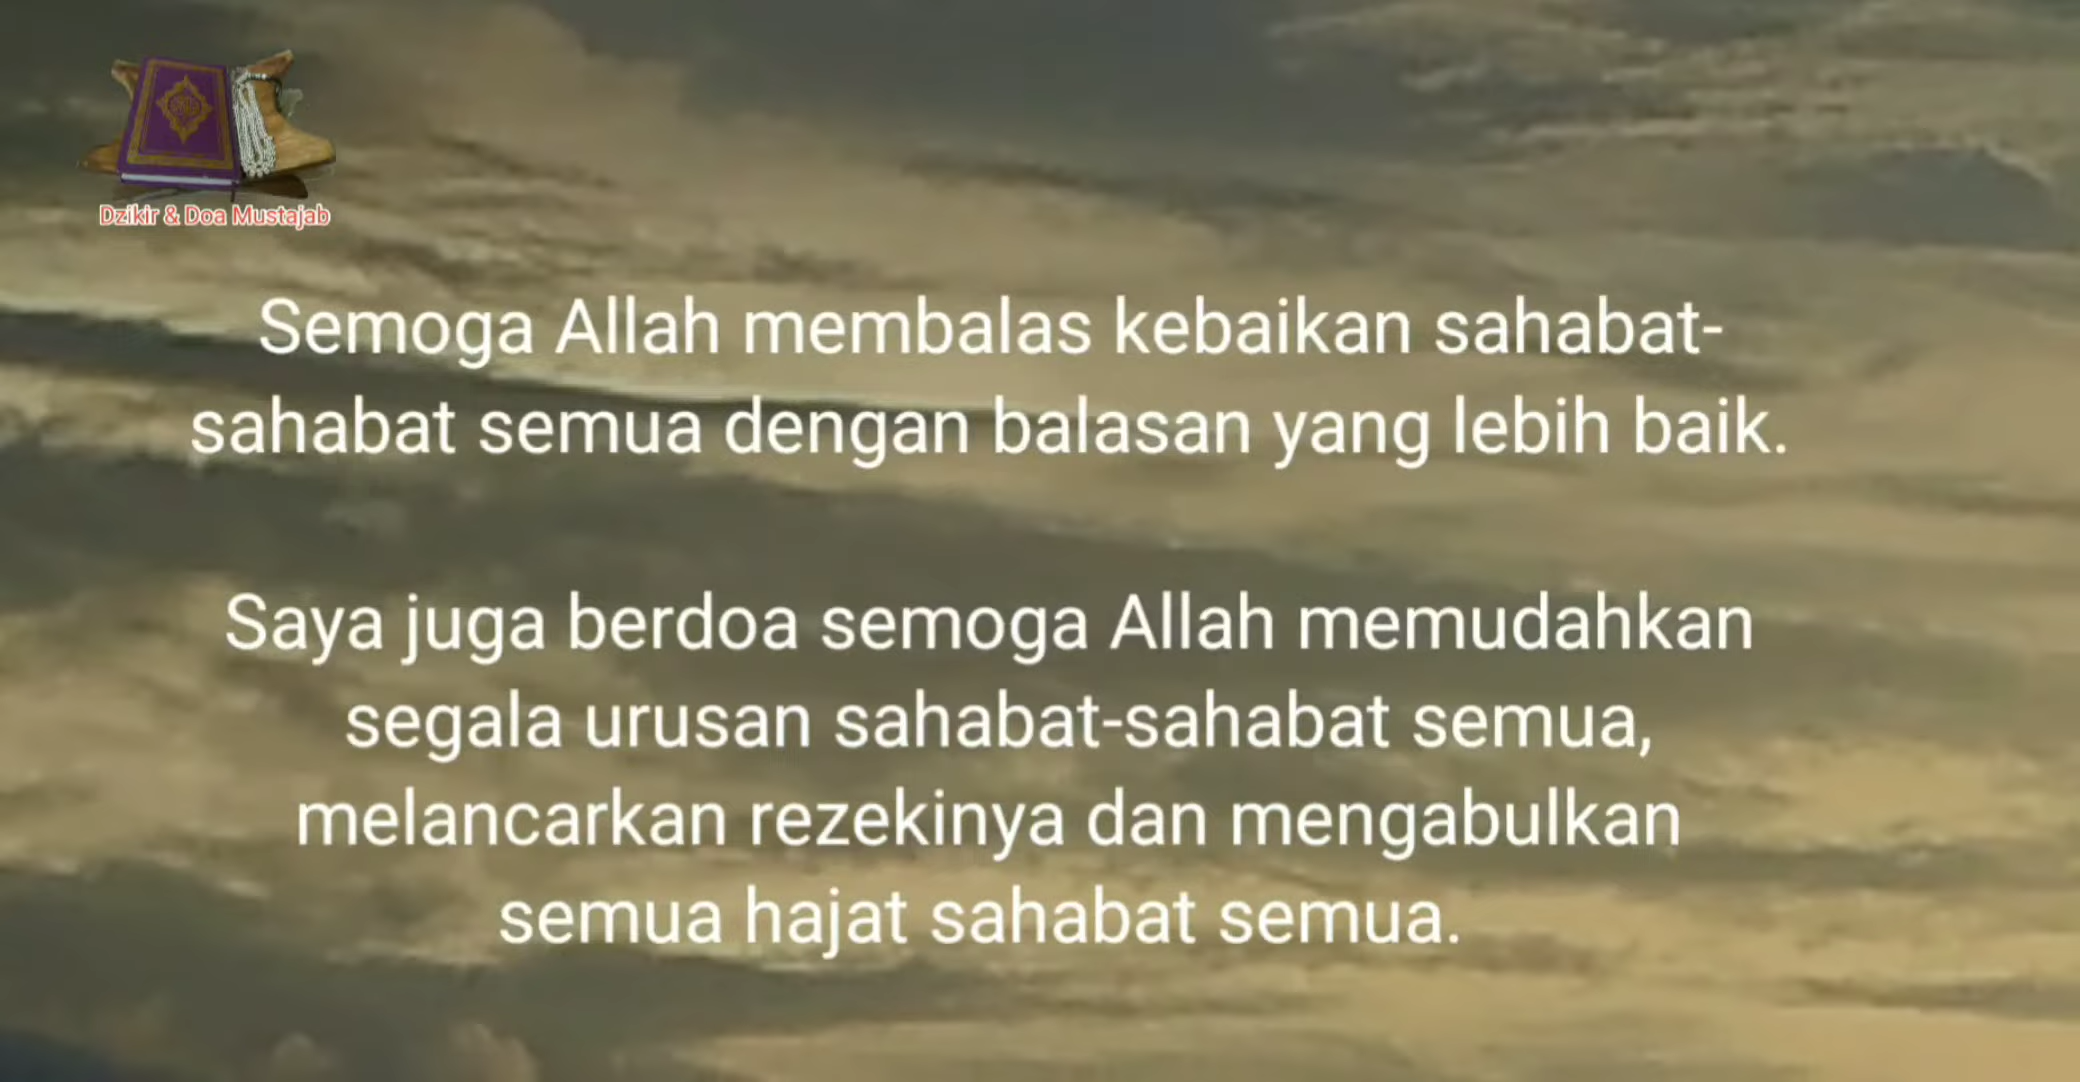 Dzikir & Doa Mustajab
Semoga Allah membalas kebaikan sahabat-
sahabat semua dengan balasan yang lebih baik.
Saya juga berdoa semoga Allah memudahkan
segala urusan sahabat-sahabat semua,
melancarkan rezekinya dan mengabulkan
semua hajat sahabat semua.